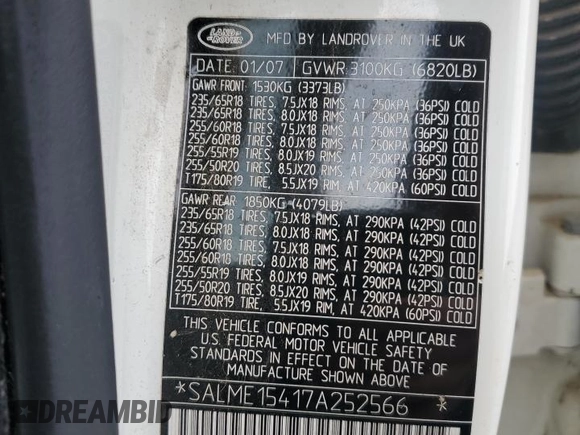 LAND ROVER
MFD BY LANDROVER IN THE UK
DATE: 01/07 GVWR 3100KG (6820LB)
GAWR FRONT 1530KG (3373LB)
235/65R18 TIRES, 7.5JX18 RIMS, AT 250KPA (36PSI) COLD
235/65R18 TIRES, 8.0JX18 RIMS, AT 250KPA (36PSI) COLD
255/60R18 TIRES, 7.5JX18 RIMS, AT 250KPA (36PSI) COLD
255/60R18 TIRES, 8.0JX18 RIMS, AT 250KPA (36PSI) COLD
255/55R19 TIRES, 8.0JX19 RIMS, AT 250KPA (36PSI) COLD
255/50R20 TIRES, 8.5JX20 RIMS, AT 250KPA (36PSI) COLD
T175/80R19 TIRE, 5.5JX19 RIM, AT 420KPA (60PSI) COLD
GAWR REAR 1850KG (4079LB)
235/65R18 TIRES, 7.5JX18 RIMS, AT 290KPA (42PSI) COLD
235/65R18 TIRES, 8.0JX18 RIMS, AT 290KPA (42PSI) COLD
255/60R18 TIRES, 7.5JX18 RIMS, AT 290KPA (42PSI) COLD
255/60R18 TIRES, 8.0JX18 RIMS, AT 290KPA (42PSI) COLD
255/55R19 TIRES, 8.0JX19 RIMS, AT 290KPA (42PSI) COLD
255/50R20 TIRES, 8.5JX20 RIMS, AT 290KPA (42PSI) COLD
T175/80R19 TIRE, 5.5JX19 RIM, AT 420KPA (60PSI) COLD
THIS VEHICLE CONFORMS TO ALL APPLICABLE
U.S. FEDERAL MOTOR VEHICLE SAFETY
STANDARDS IN EFFECT ON THE DATE OF
MANUFACTURE SHOWN ABOVE.
*SALME15417A252566*
DREAMBID